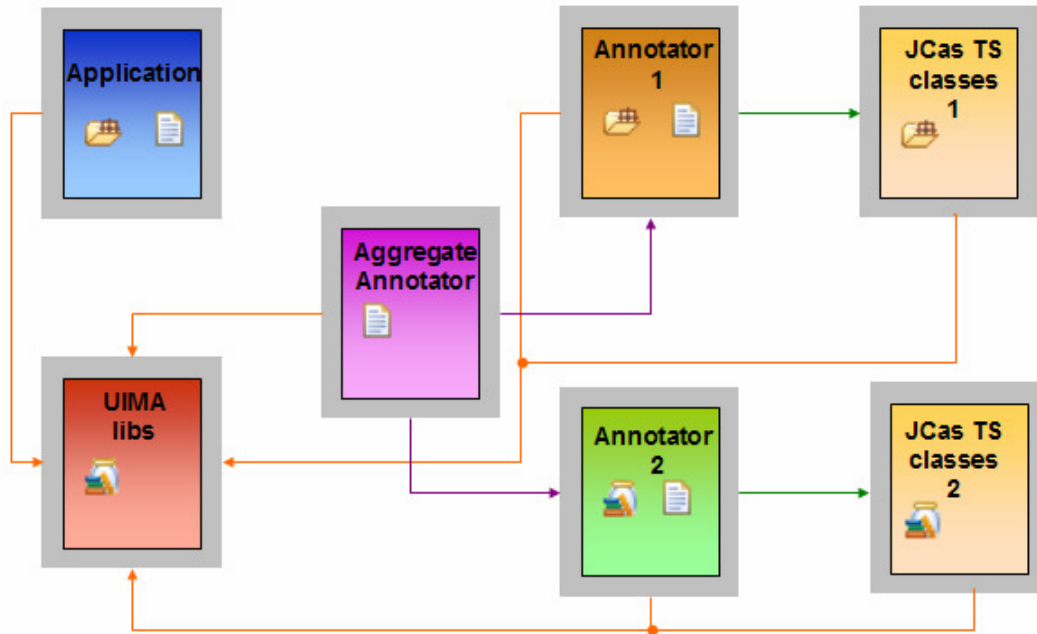 Application
Annotator
1
JCas TS
classes
1
Aggregate
Annotator
UIMA
libs
Annotator
2
JCas TS
classes
2